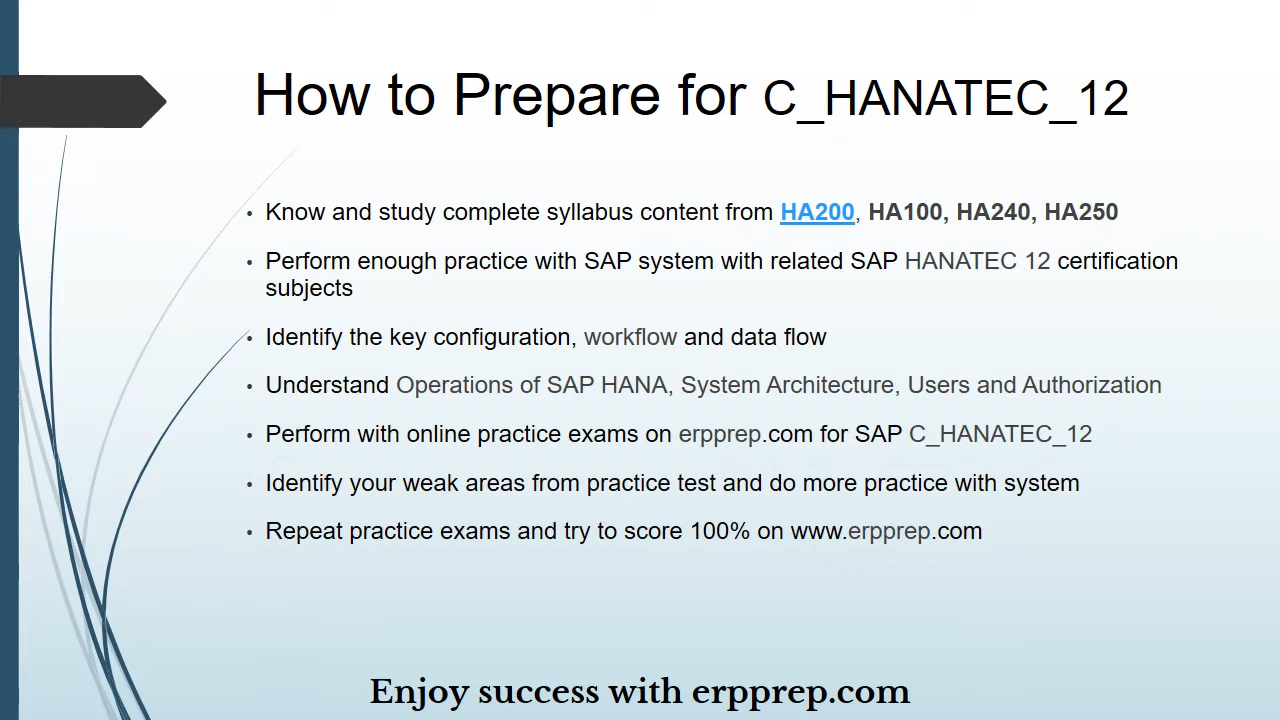 How to Prepare for C_HANATEC_12
• Know and study complete syllabus content from HA200, HA100, HA240, HA250
• Perform enough practice with SAP system with related SAP HANATEC 12 certification
subjects
• Identify the key configuration, workflow and data flow
• Understand Operations of SAP HANA, System Architecture, Users and Authorization
• Perform with online practice exams on erpprep.com for SAP C_HANATEC_12
• Identify your weak areas from practice test and do more practice with system
• Repeat practice exams and try to score 100% on www.erpprep.com
Enjoy success with erpprep.com